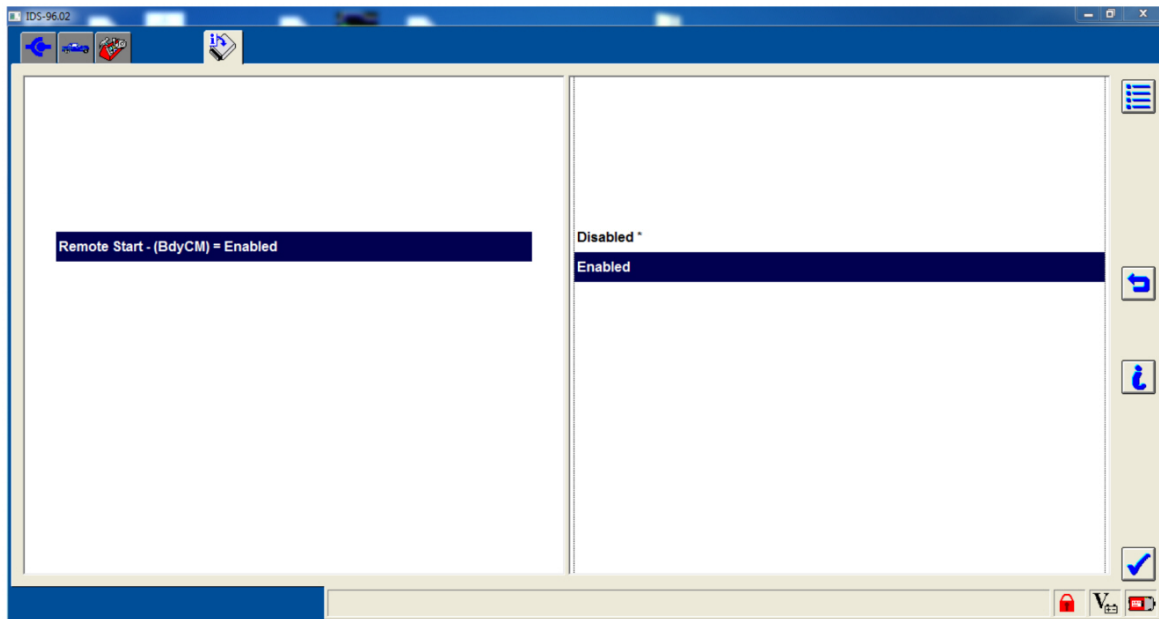 IDS-96.02
Remote Start - (BdyCM) = Enabled
Disabled *
Enabled
V